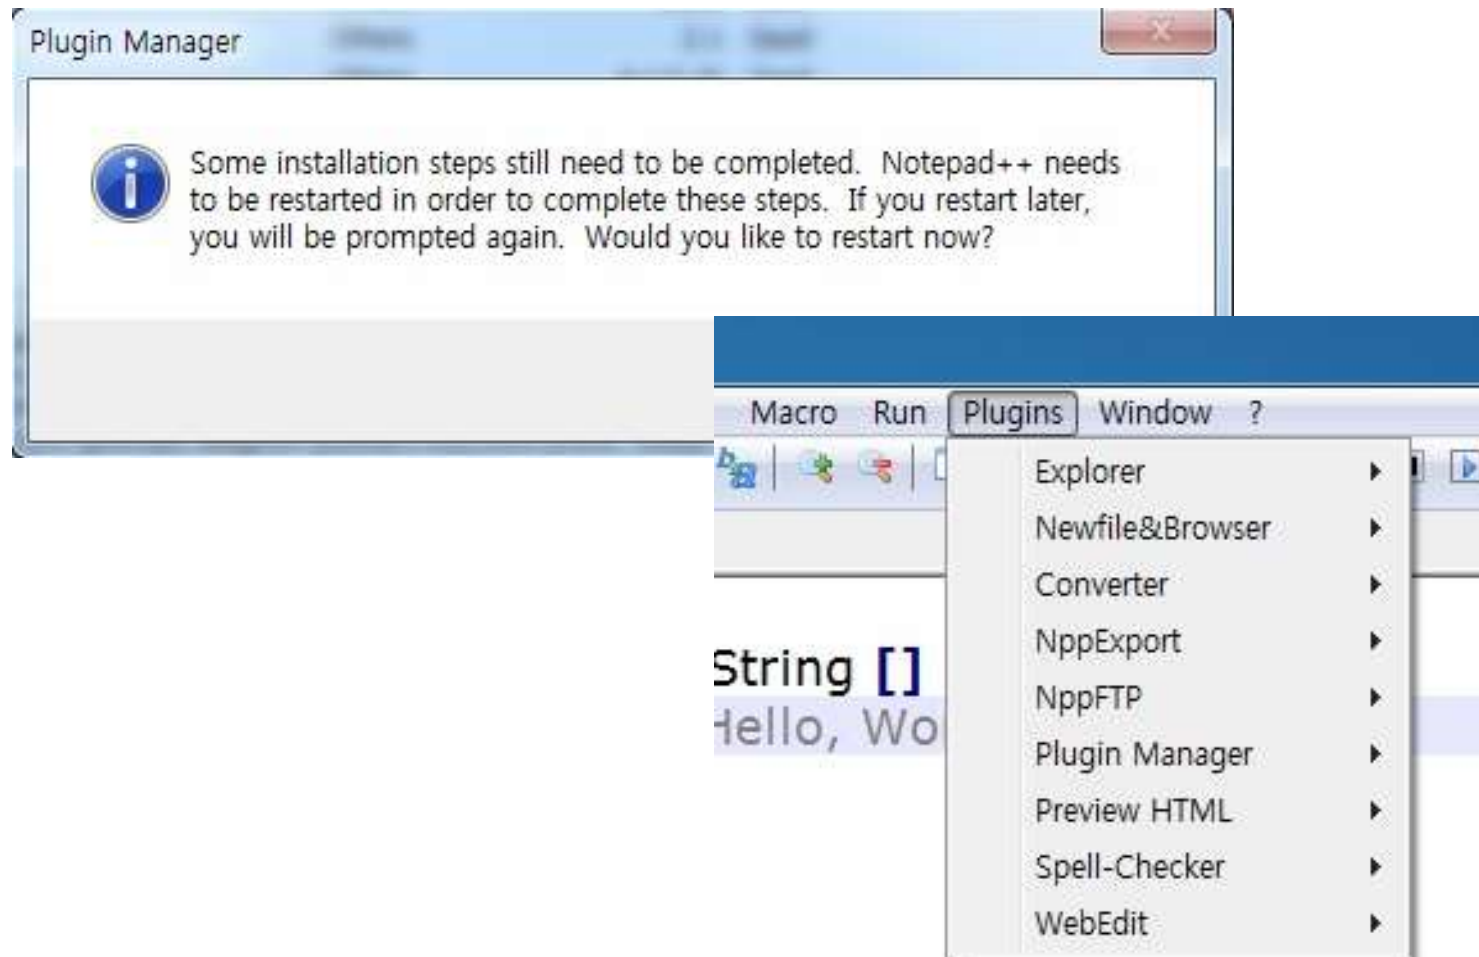 Plugin Manager
Some installation steps still need to be completed.  Notepad++ needs
to be restarted in order to complete these steps.  If you restart later,
you will be prompted again.  Would you like to restart now?
Macro Run Plugins Window ?
Explorer
Newfile&Browser
Converter
NppExport
NppFTP
Plugin Manager
Preview HTML
Spell-Checker
WebEdit
String []
Hello, Wo